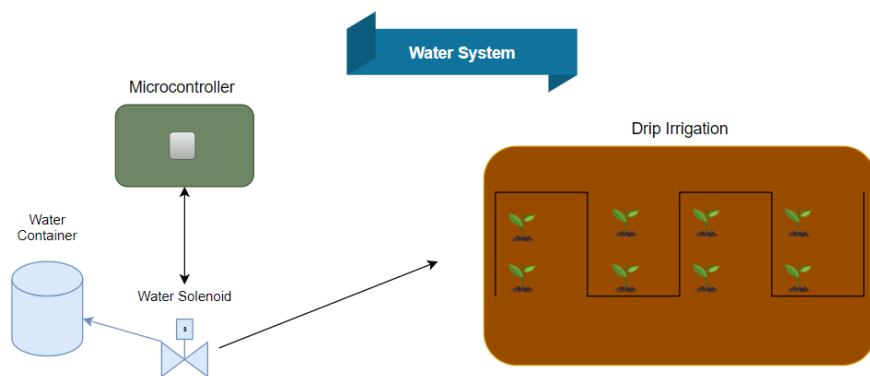 Water System
Microcontroller
Drip Irrigation
Water
Container
Water Solenoid